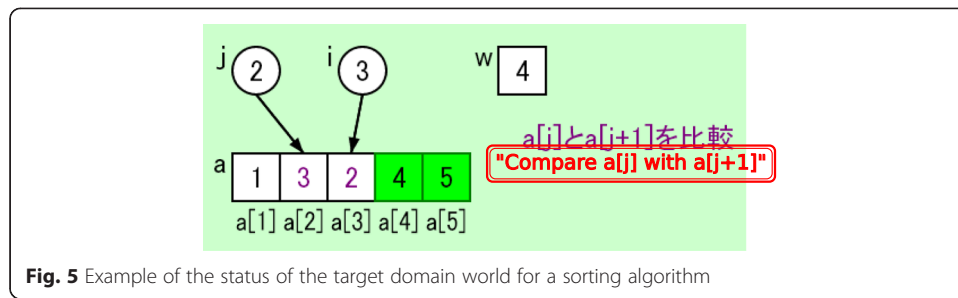 j 2 i 3 w 4
a[j]とa[j+1]を比較
"Compare a[j] with a[j+1]"
a 1 3 2 4 5
a[1] a[2] a[3] a[4] a[5]
Fig. 5 Example of the status of the target domain world for a sorting algorithm